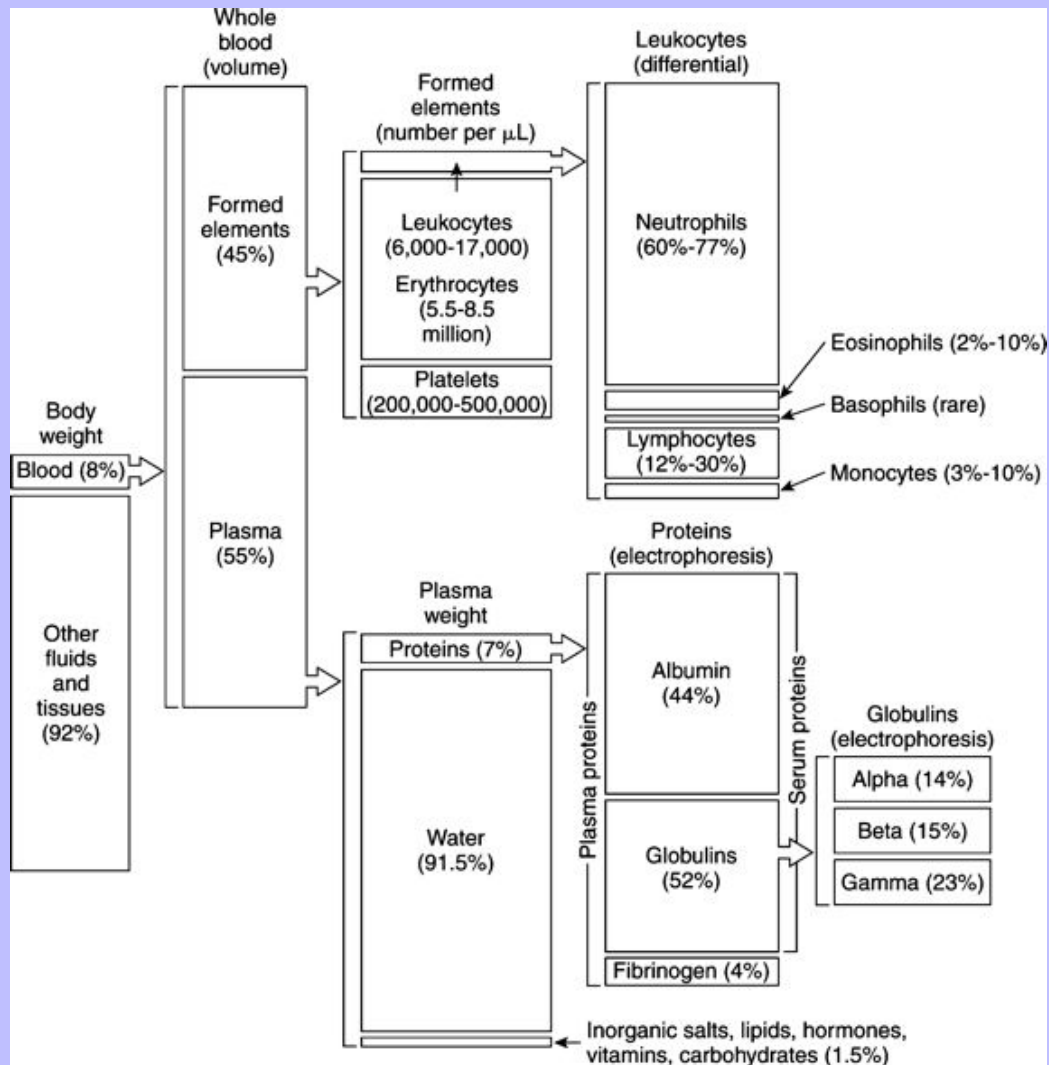 Whole
blood
(volume)
Formed
elements
(45%)
Plasma
(55%)
Body
weight
Blood (8%)
Other
fluids
and
tissues
(92%)
Formed
elements
(number per μL)
Leukocytes
(6,000-17,000)
Erythrocytes
(5.5-8.5
million)
Platelets
(200,000-500,000)
Leukocytes
(differential)
Neutrophils
(60%-77%)
Eosinophils (2%-10%)
Basophils (rare)
Lymphocytes
(12%-30%)
Monocytes (3%-10%)
Plasma
weight
Proteins (7%)
Water
(91.5%)
Inorganic salts, lipids, hormones,
vitamins, carbohydrates (1.5%)
Proteins
(electrophoresis)
Plasma proteins
Albumin
(44%)
Globulins
(52%)
Fibrinogen (4%)
Serum proteins
Globulins
(electrophoresis)
Alpha (14%)
Beta (15%)
Gamma (23%)